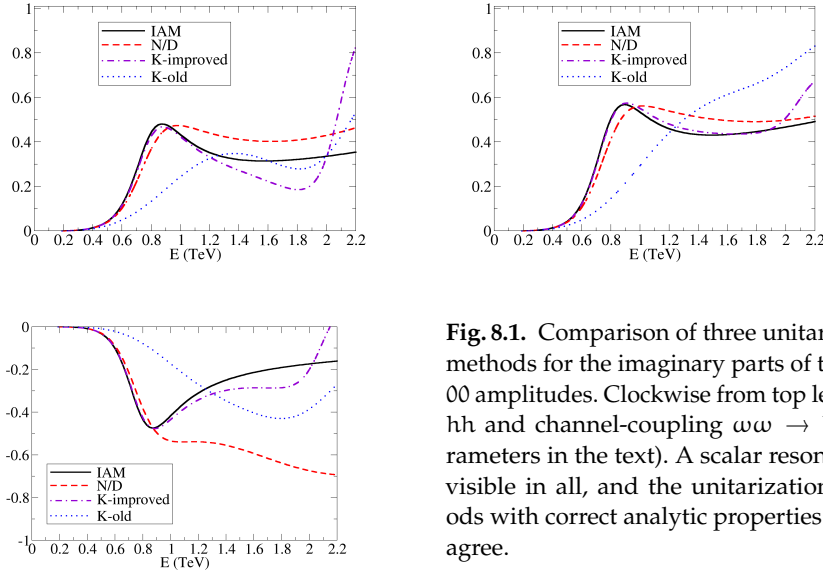 1
0.8
0.6
0.4
0.2
0
0 0.2 0.4 0.6 0.8 1 1.2 1.4 1.6 1.8 2 2.2
E (TeV)
IAM
N/D
K-improved
K-old
1
0.8
0.6
0.4
0.2
0
0 0.2 0.4 0.6 0.8 1 1.2 1.4 1.6 1.8 2 2.2
E (TeV)
IAM
N/D
K-improved
K-old
0
-0.2
-0.4
-0.6
-0.8
-1
0 0.2 0.4 0.6 0.8 1 1.2 1.4 1.6 1.8 2 2.2
E (TeV)
IAM
N/D
K-improved
K-old
Fig. 8.1. Comparison of three unitar
methods for the imaginary parts of t
00 amplitudes. Clockwise from top le
hh and channel-coupling ωω →
rameters in the text). A scalar reson
visible in all, and the unitarization
ods with correct analytic properties
agree.